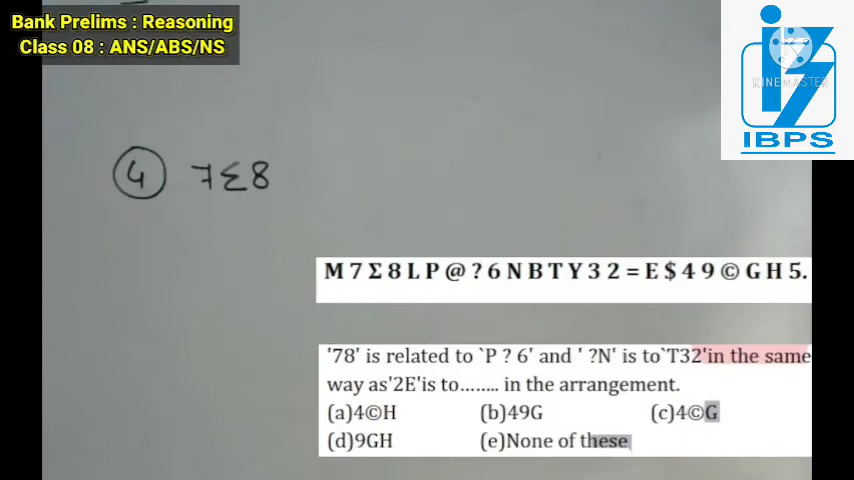 Bank Prelims : Reasoning
Class 08 : ANS/ABS/NS
KINEMASTER
IBPS
4 7Σ8
M 7 Σ 8 L P @ ? 6 N B T Y 3 2 = E $ 4 9 © G H 5.
'78' is related to `P ? 6' and ' ?N' is to`T32'in the same
way as'2E'is to........ in the arrangement.
(a)4©H (b)49G (c)4©G
(d)9GH (e)None of these